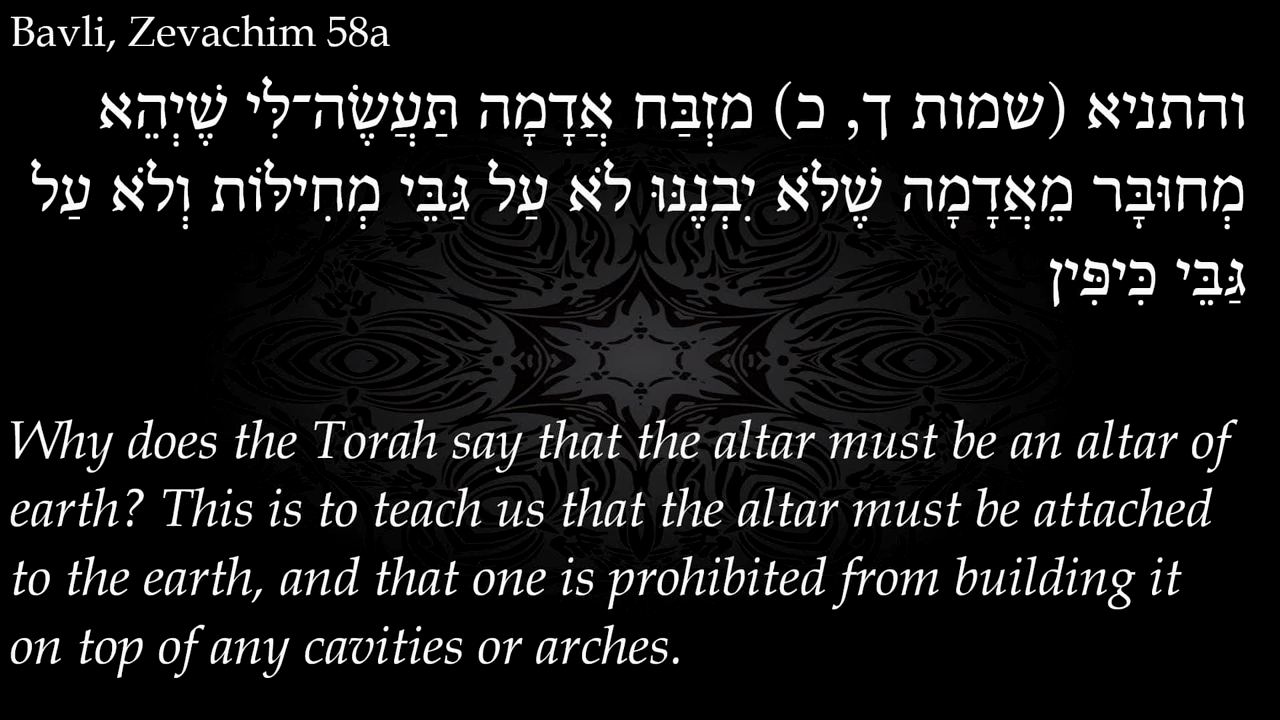 Bavli, Zevachim 58a
והתניא (שמות ך, כ) מזְבַּח אֲדָמָה תַּעֲשֶׂה־לִּי שֶׁיְהֵא
מְחוּבָּר מֵאֲדָמָה שֶׁלֹּא יִבְנֶנּוּ לֹא עַל גַּבֵּי מְחִילּוֹת וְלֹא עַל
גַּבֵּי כִּיפִּין
Why does the Torah say that the altar must be an altar of
earth? This is to teach us that the altar must be attached
to the earth, and that one is prohibited from building it
on top of any cavities or arches.